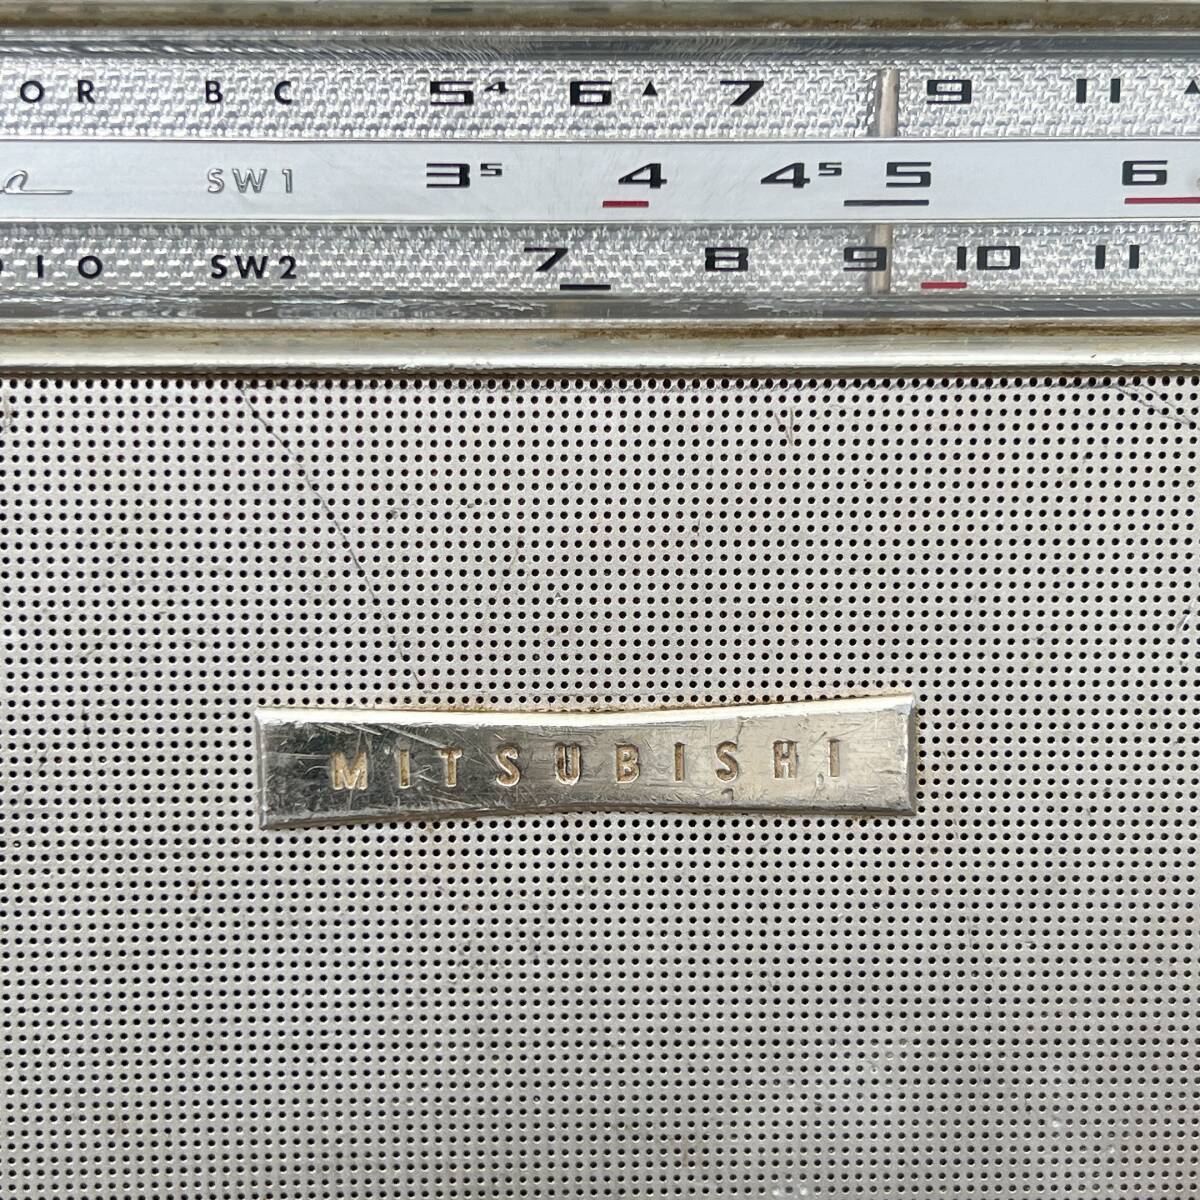 OR BC 5⁴ 6 ▲ 7 9 11 ▲
a SW1 3⁵ 4 4⁵ 5 6
DIO SW2 7 8 9 10 11
MITSUBISHI